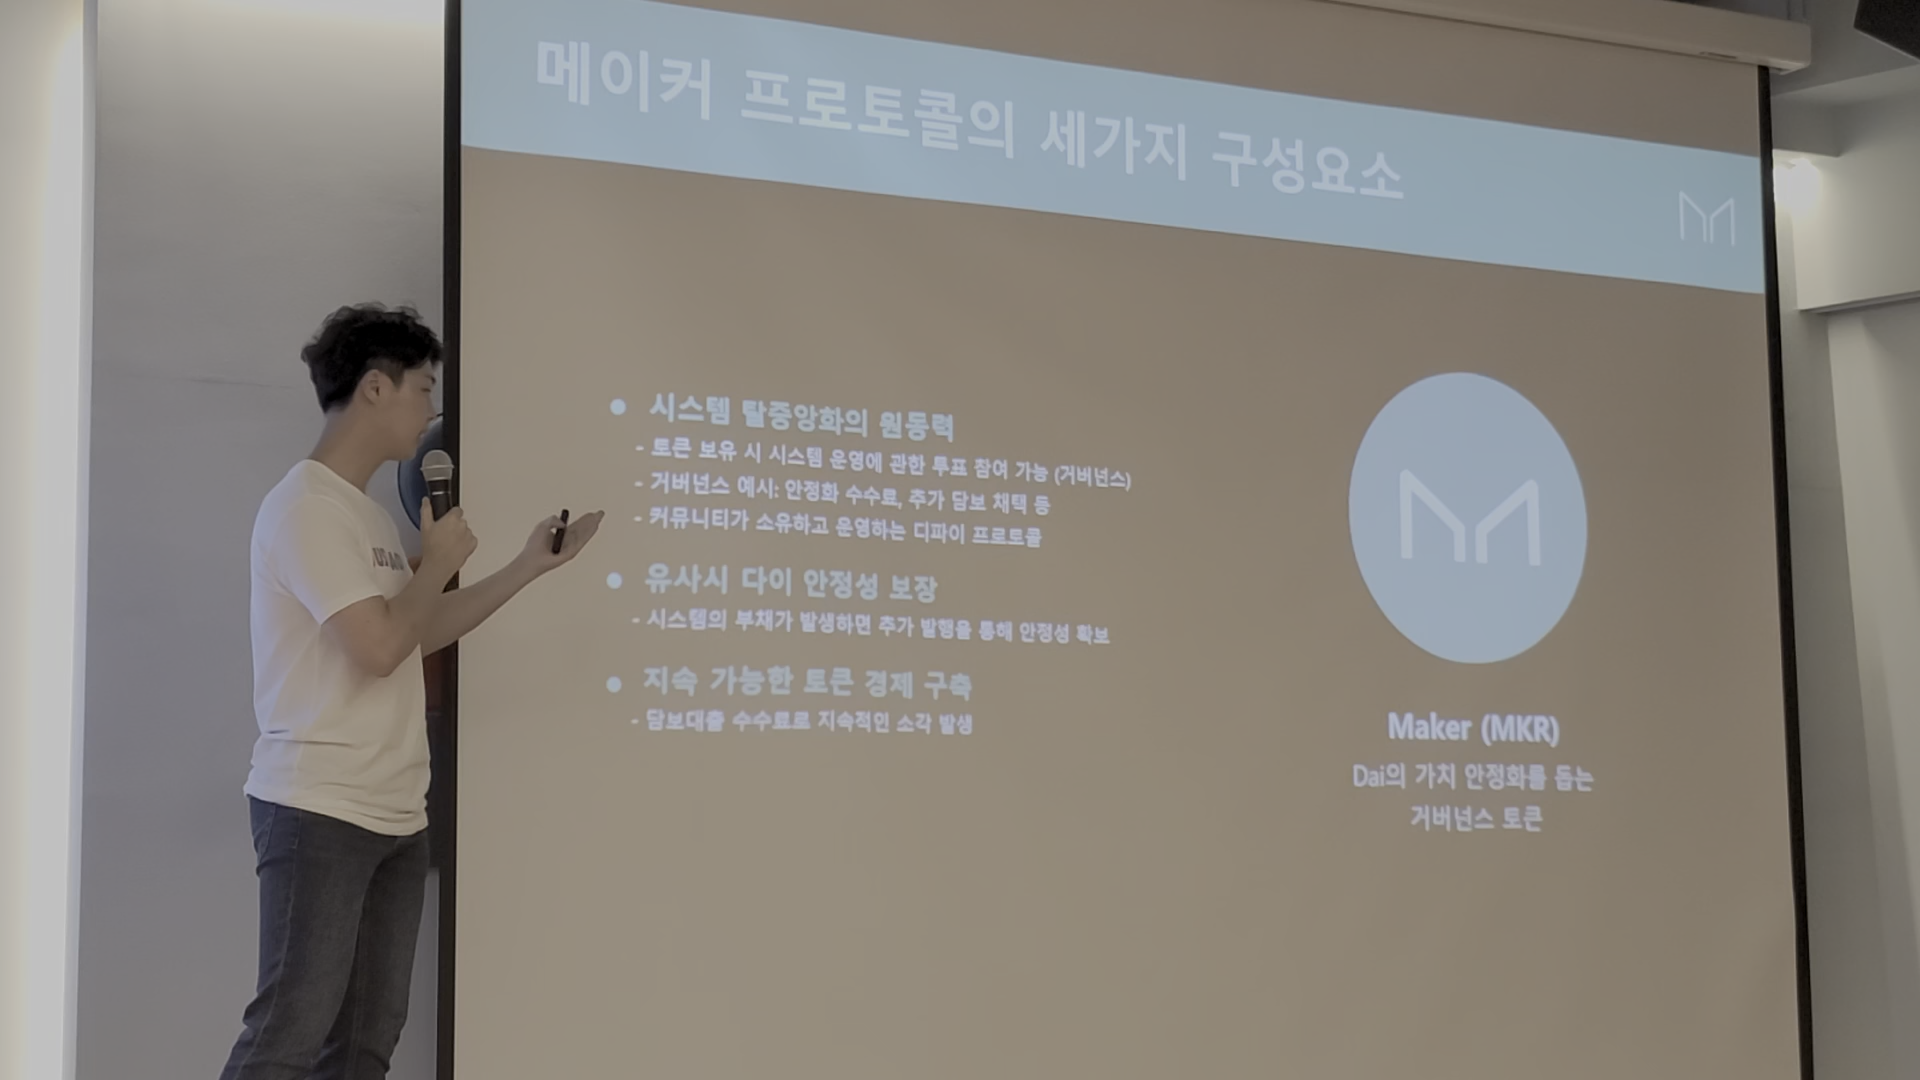 메이커 프로토콜의 세가지 구성요소
● 시스템 탈중앙화의 원동력
- 토큰 보유 시 시스템 운영에 관한 투표 참여 가능 (거버넌스)
- 거버넌스 예시: 안정화 수수료, 추가 담보 채택 등
- 커뮤니티가 소유하고 운영하는 디파이 프로토콜
● 유사시 다이 안정성 보장
- 시스템의 부채가 발생하면 추가 발행을 통해 안정성 확보
● 지속 가능한 토큰 경제 구축
- 담보대출 수수료로 지속적인 소각 발생
Maker (MKR)
Dai의 가치 안정화를 돕는
거버넌스 토큰